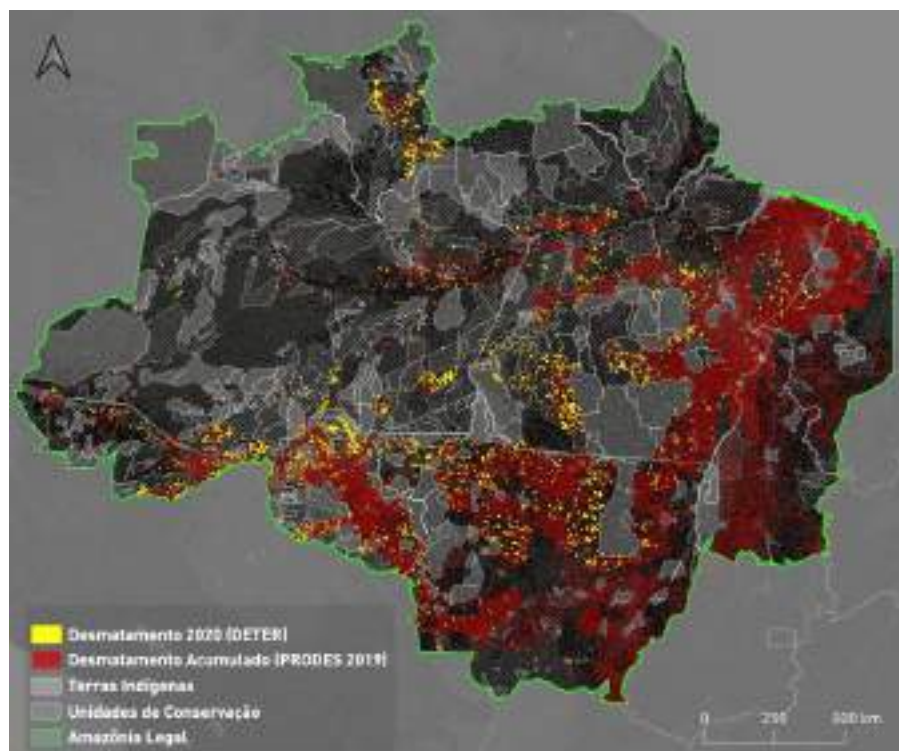 Desmatamento 2020 (DETER)
Desmatamento Acumulado (PRODES 2019)
Terras Indígenas
Unidades de Conservação
Amazônia Legal
0 250 500 km